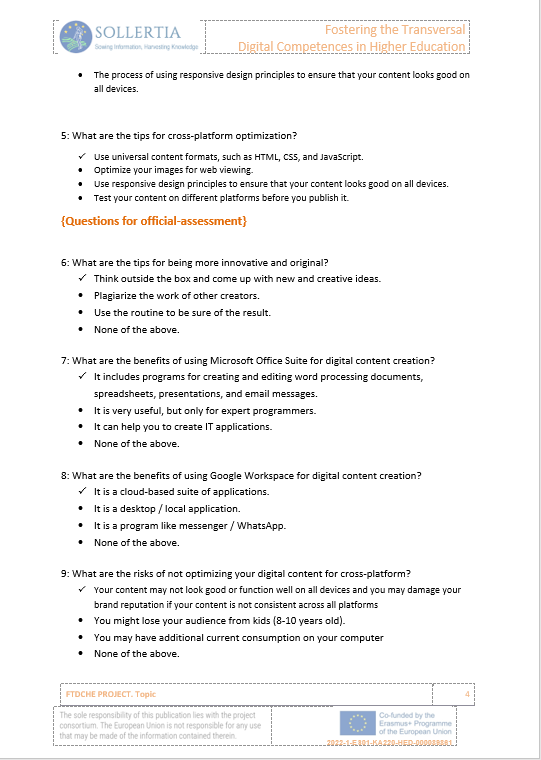 SOLLERTIA
Sowing Information, Harvesting Knowledge
Fostering the Transversal
Digital Competences in Higher Education
• The process of using responsive design principles to ensure that your content looks good on
all devices.
5: What are the tips for cross-platform optimization?
✓ Use universal content formats, such as HTML, CSS, and JavaScript.
• Optimize your images for web viewing.
• Use responsive design principles to ensure that your content looks good on all devices.
• Test your content on different platforms before you publish it.
{Questions for official-assessment}
6: What are the tips for being more innovative and original?
✓ Think outside the box and come up with new and creative ideas.
• Plagiarize the work of other creators.
• Use the routine to be sure of the result.
• None of the above.
7: What are the benefits of using Microsoft Office Suite for digital content creation?
✓ It includes programs for creating and editing word processing documents,
spreadsheets, presentations, and email messages.
• It is very useful, but only for expert programmers.
• It can help you to create IT applications.
• None of the above.
8: What are the benefits of using Google Workspace for digital content creation?
✓ It is a cloud-based suite of applications.
• It is a desktop / local application.
• It is a program like messenger / WhatsApp.
• None of the above.
9: What are the risks of not optimizing your digital content for cross-platform?
✓ Your content may not look good or function well on all devices and you may damage your
brand reputation if your content is not consistent across all platforms
• You might lose your audience from kids (8-10 years old).
• You may have additional current consumption on your computer
• None of the above.
FTDCHE PROJECT. Topic 4
The sole responsibility of this publication lies with the project
consortium. The European Union is not responsible for any use
that may be made of the information contained therein.
Co-funded by the
Erasmus+ Programme
of the European Union